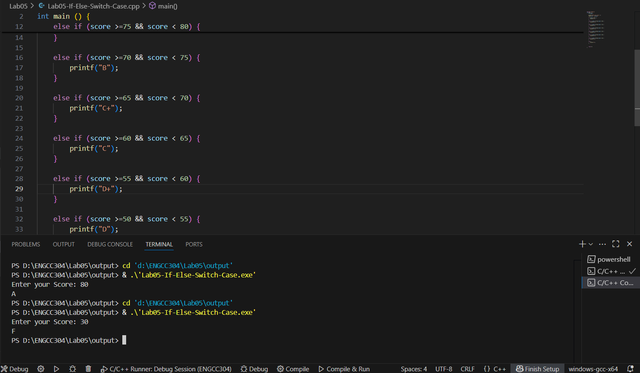 Lab05 > Lab05-If-Else-Switch-Case.cpp > main()
2 int main () {
12 else if (score >=75 && score < 80) {
14 }
15
16 else if (score >=70 && score < 75) {
17 printf("B");
18 }
19
20 else if (score >=65 && score < 70) {
21 printf("C+");
22 }
23
24 else if (score >=60 && score < 65) {
25 printf("C");
26 }
27
28 else if (score >=55 && score < 60) {
29 printf("D+");
30 }
31
32 else if (score >=50 && score < 55) {
33 printf("D");
PROBLEMS OUTPUT DEBUG CONSOLE TERMINAL PORTS
PS D:\ENGCC304\Lab05\output> cd 'd:\ENGCC304\Lab05\output'
PS D:\ENGCC304\Lab05\output> & .\'Lab05-If-Else-Switch-Case.exe'
Enter your Score: 80
A
PS D:\ENGCC304\Lab05\output> cd 'd:\ENGCC304\Lab05\output'
PS D:\ENGCC304\Lab05\output> & .\'Lab05-If-Else-Switch-Case.exe'
Enter your Score: 30
F
PS D:\ENGCC304\Lab05\output>
powershell
C/C++ ...
C/C++ Co...
Debug C/C++ Runner: Debug Session (ENGCC304) Debug Compile Compile & Run Spaces: 4 UTF-8 CRLF {} C++ Finish Setup windows-gcc-x64